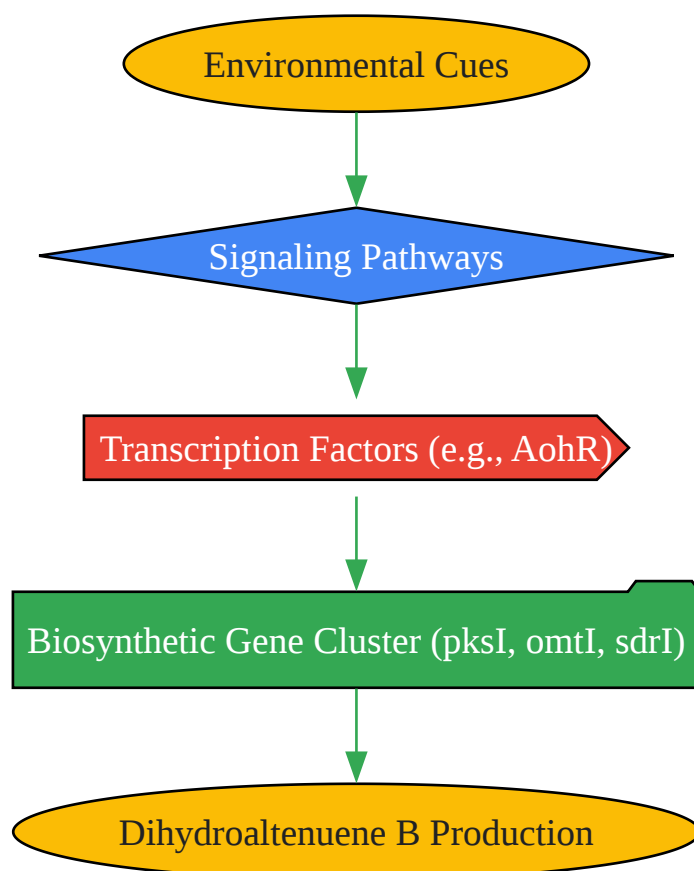 Environmental Cues
Signaling Pathways
Transcription Factors (e.g., AohR)
Biosynthetic Gene Cluster (pksI, omtI, sdrI)
Dihydroaltenuene B Production